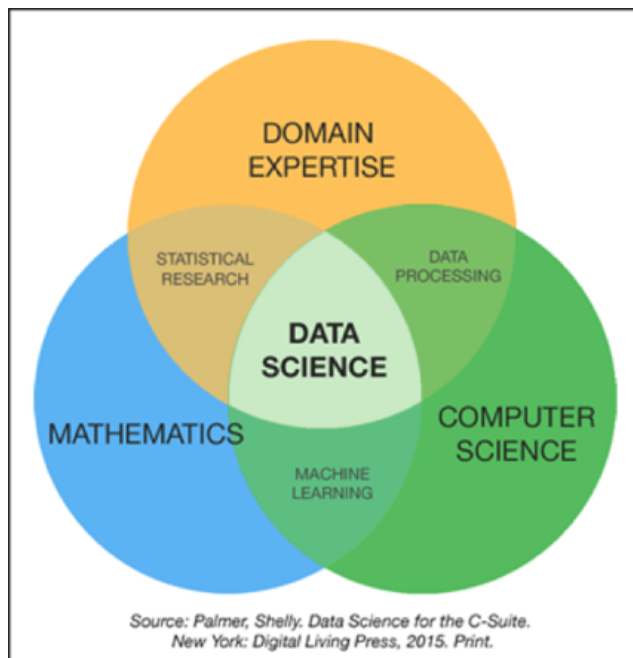 DOMAIN
EXPERTISE
STATISTICAL
RESEARCH
DATA
PROCESSING
DATA
SCIENCE
MATHEMATICS
COMPUTER
SCIENCE
MACHINE
LEARNING
Source: Palmer, Shelly. Data Science for the C-Suite.
New York: Digital Living Press, 2015. Print.